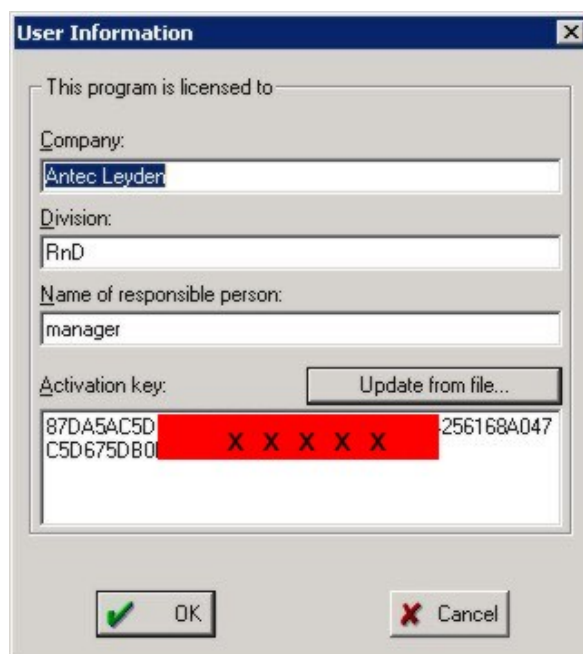 User Information
This program is licensed to
Company:
Antec Leyden
Division:
RnD
Name of responsible person:
manager
Activation key:
Update from file...
87DA5AC5D X X X X X 256168A047
C5D675DB0
OK
Cancel